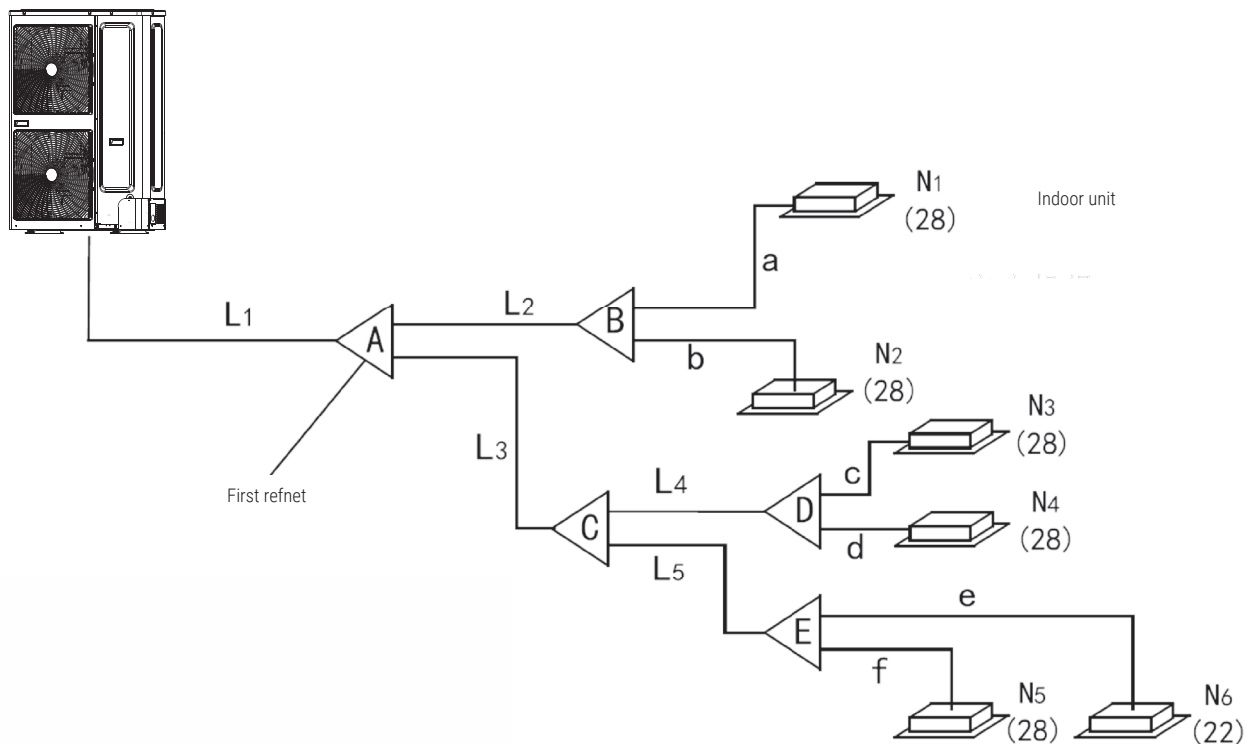 N1
(28)
Indoor unit
a
L1
A
L2
B
b
N2
(28)
First refnet
L3
C
L4
D
c
N3
(28)
d
N4
(28)
L5
E
e
f
N5
(28)
N6
(22)